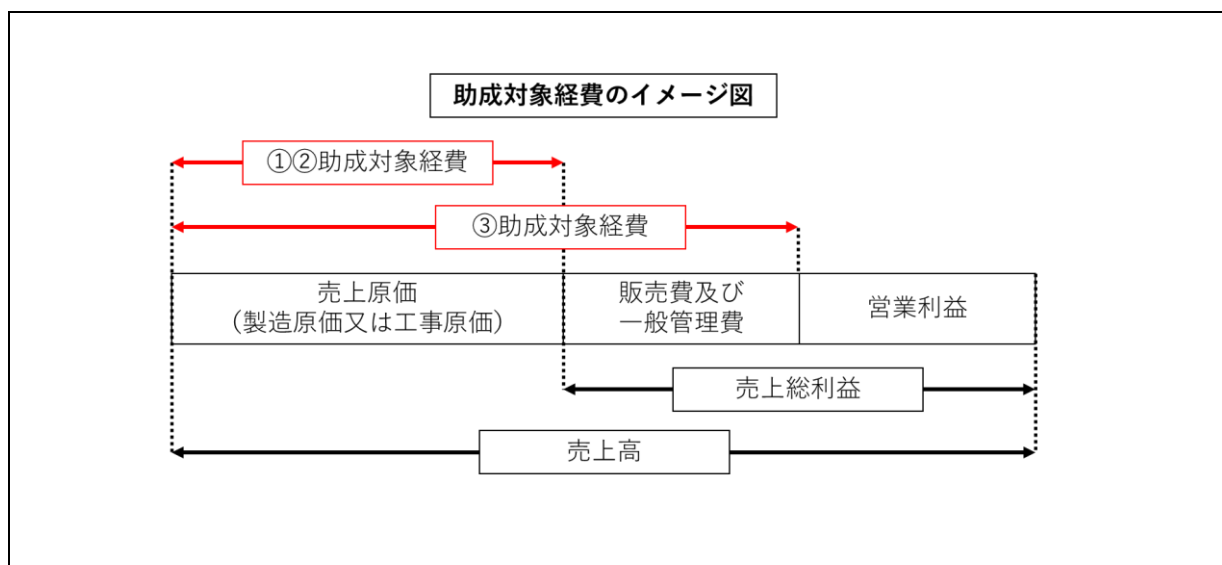 助成対象経費のイメージ図
①②助成対象経費
③助成対象経費
売上原価
（製造原価又は工事原価）
販売費及び
一般管理費
営業利益
売上総利益
売上高